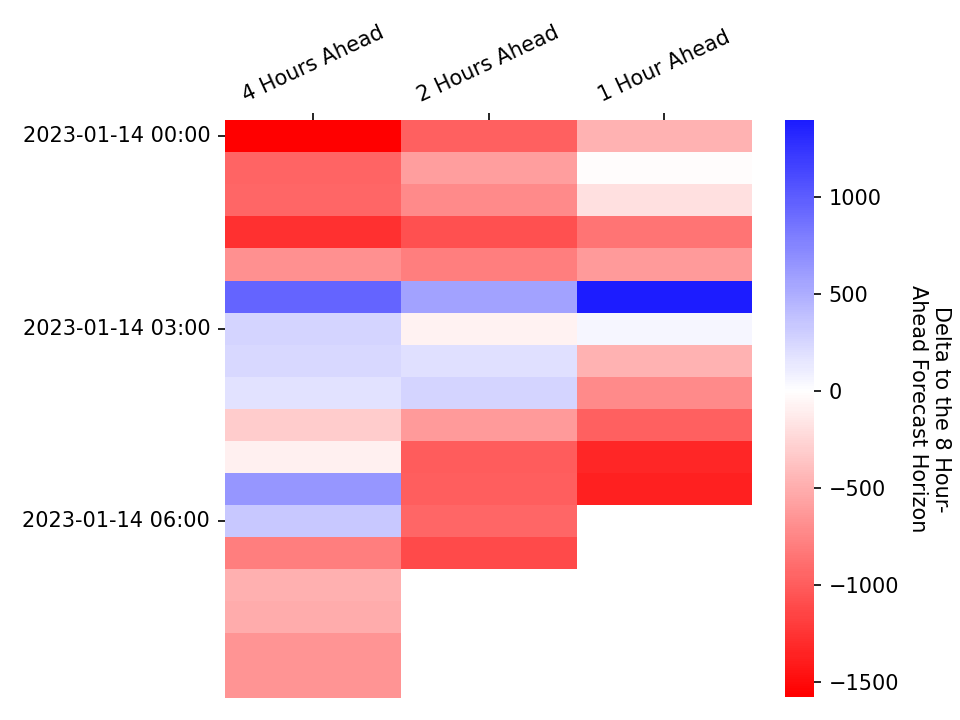 4 Hours Ahead
2 Hours Ahead
1 Hour Ahead
2023-01-14 00:00
2023-01-14 03:00
2023-01-14 06:00
1000
500
0
−500
−1000
−1500
Delta to the 8 Hour-
Ahead Forecast Horizon